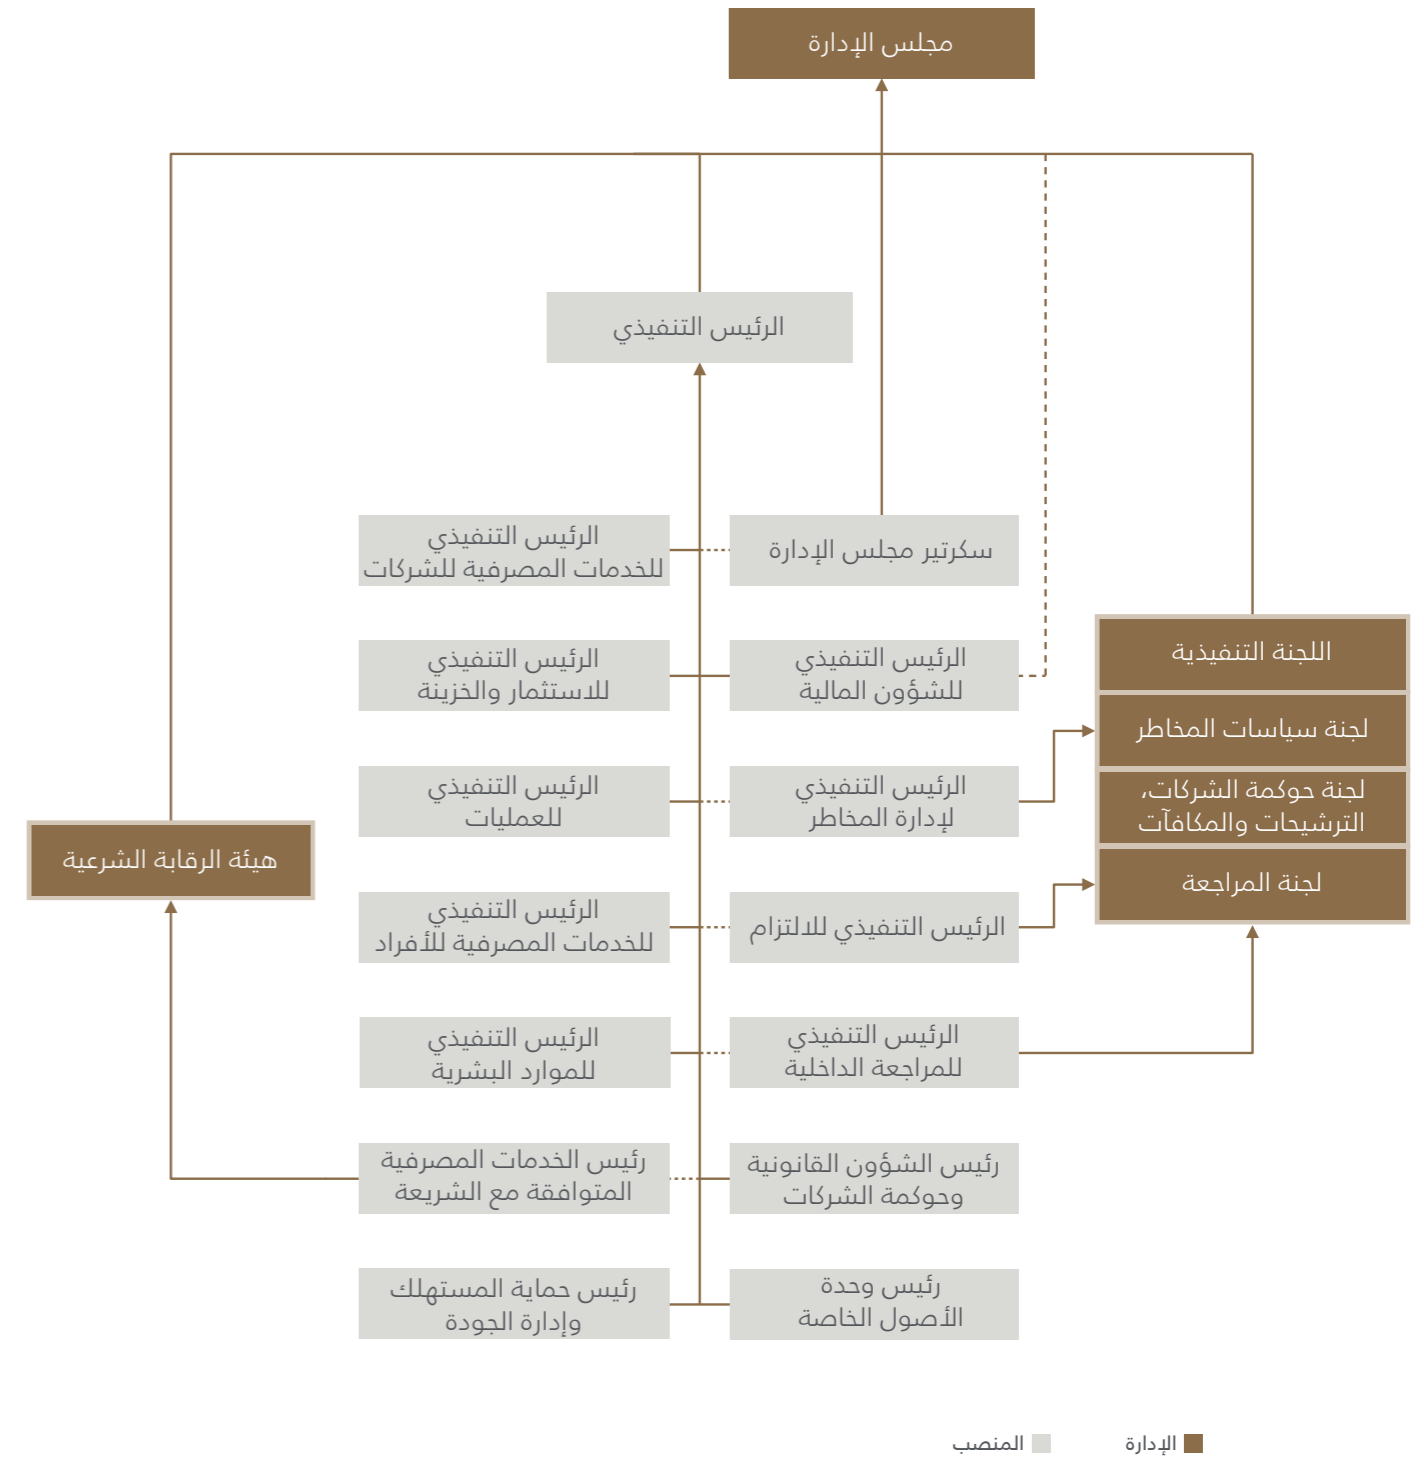 مجلس الإدارة
الرئيس التنفيذي
سكرتير مجلس الإدارة
الرئيس التنفيذي
للخدمات المصرفية للشركات
اللجنة التنفيذية
الرئيس التنفيذي
للشؤون المالية
الرئيس التنفيذي
للاستثمار والخزينة
لجنة سياسات المخاطر
الرئيس التنفيذي
لإدارة المخاطر
الرئيس التنفيذي
للعمليات
لجنة حوكمة الشركات،
الترشيحات والمكافآت
هيئة الرقابة الشرعية
لجنة المراجعة
الرئيس التنفيذي للالتزام
الرئيس التنفيذي
للخدمات المصرفية للأفراد
الرئيس التنفيذي
للمراجعة الداخلية
الرئيس التنفيذي
للموارد البشرية
رئيس الشؤون القانونية
وحوكمة الشركات
رئيس الخدمات المصرفية
المتوافقة مع الشريعة
رئيس وحدة
الأصول الخاصة
رئيس حماية المستهلك
وإدارة الجودة
الإدارة
المنصب